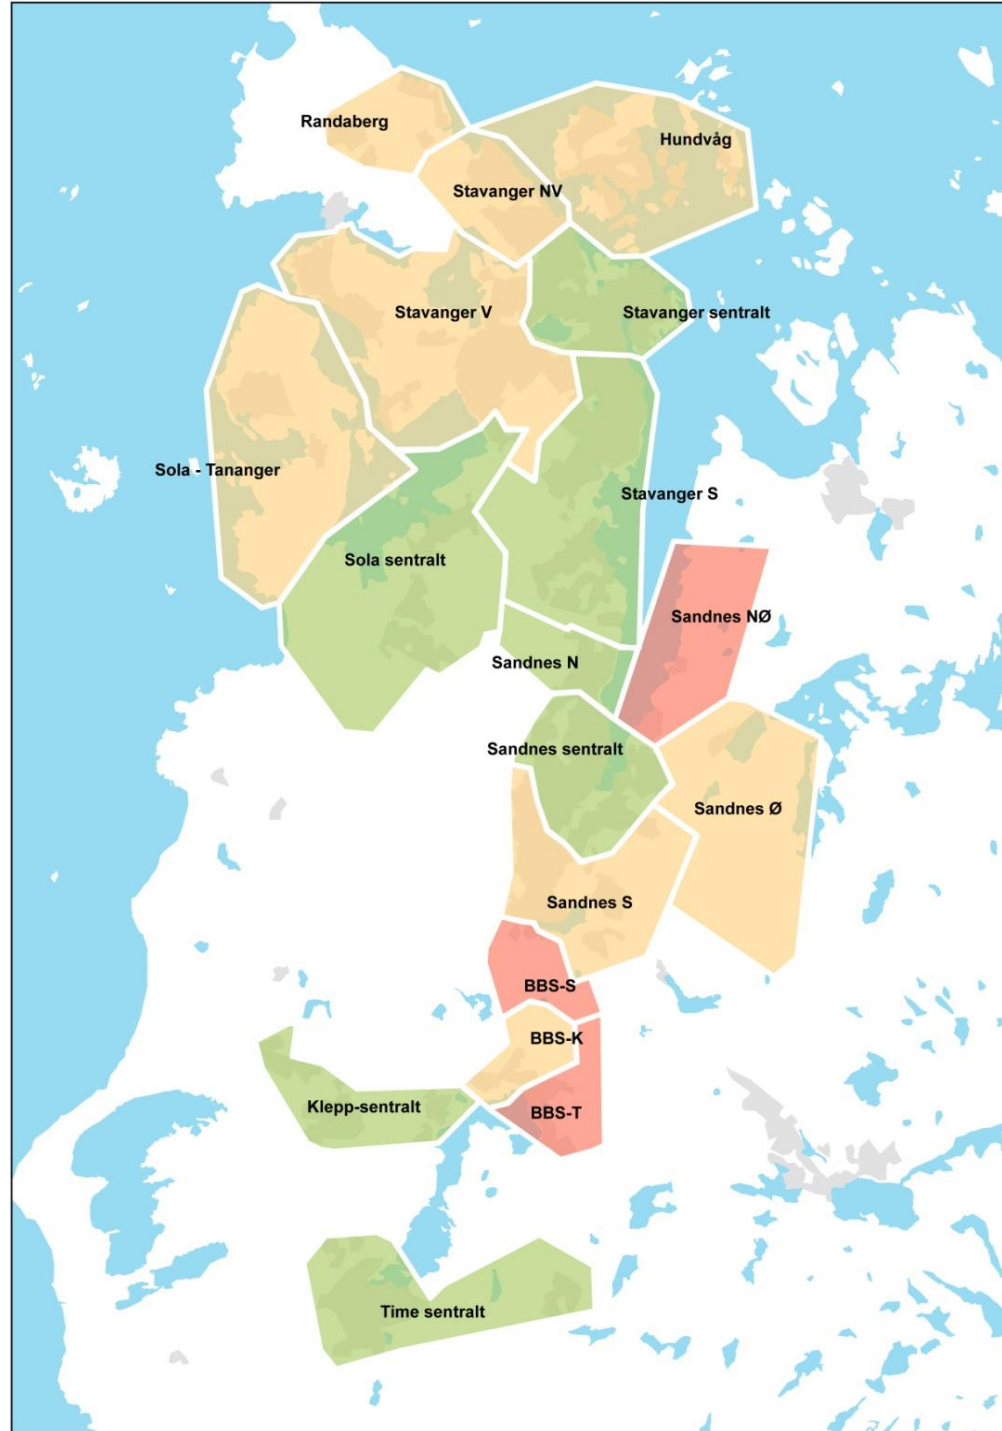 Randaberg
Hundvåg
Stavanger NV
Stavanger V
Stavanger sentralt
Sola - Tananger
Stavanger S
Sola sentralt
Sandnes NØ
Sandnes N
Sandnes sentralt
Sandnes Ø
Sandnes S
BBS-S
BBS-K
Klepp-sentralt
BBS-T
Time sentralt